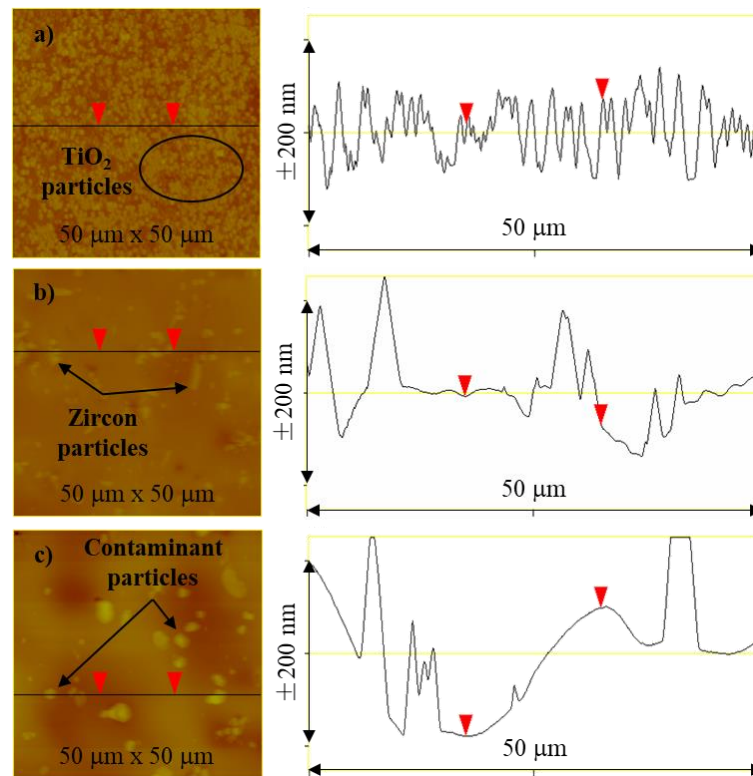 a)
TiO₂
particles
50 μm x 50 μm
±200 nm
50 μm
b)
Zircon
particles
50 μm x 50 μm
±200 nm
50 μm
c)
Contaminant
particles
50 μm x 50 μm
±200 nm
50 μm